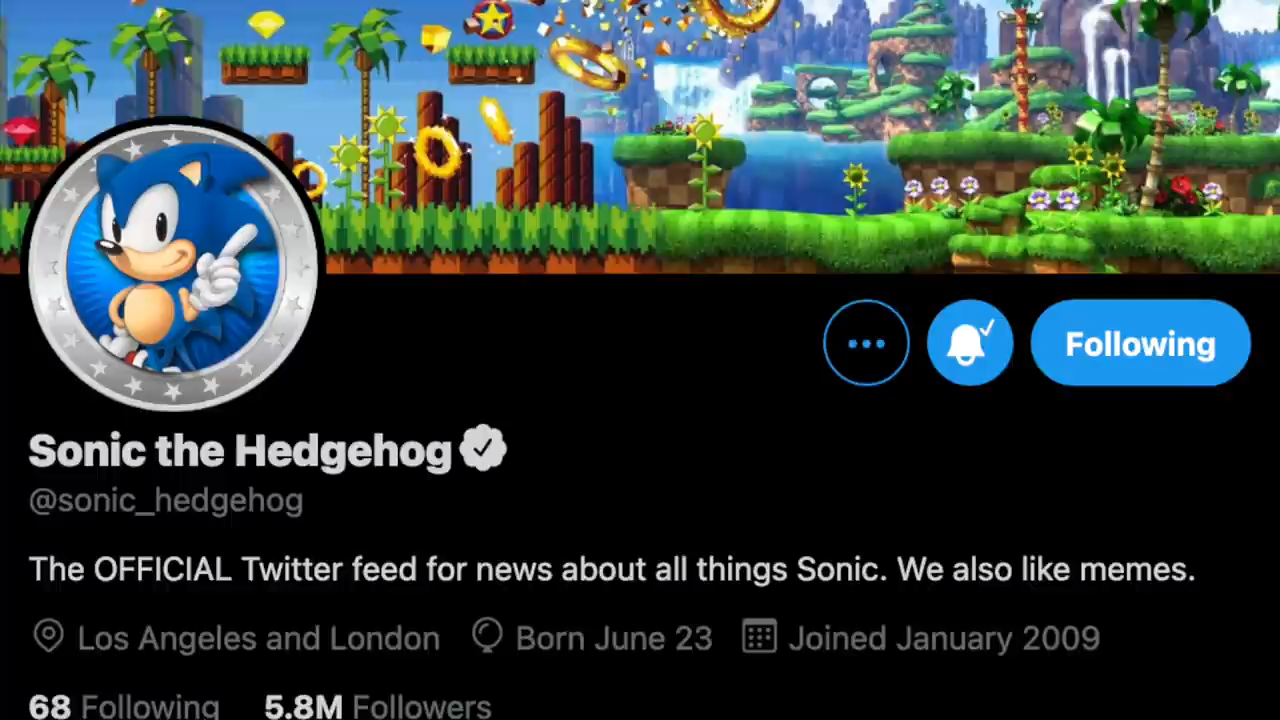 Following
Sonic the Hedgehog
@sonic_hedgehog
The OFFICIAL Twitter feed for news about all things Sonic. We also like memes.
Los Angeles and London Born June 23 Joined January 2009
68 Following 5.8M Followers